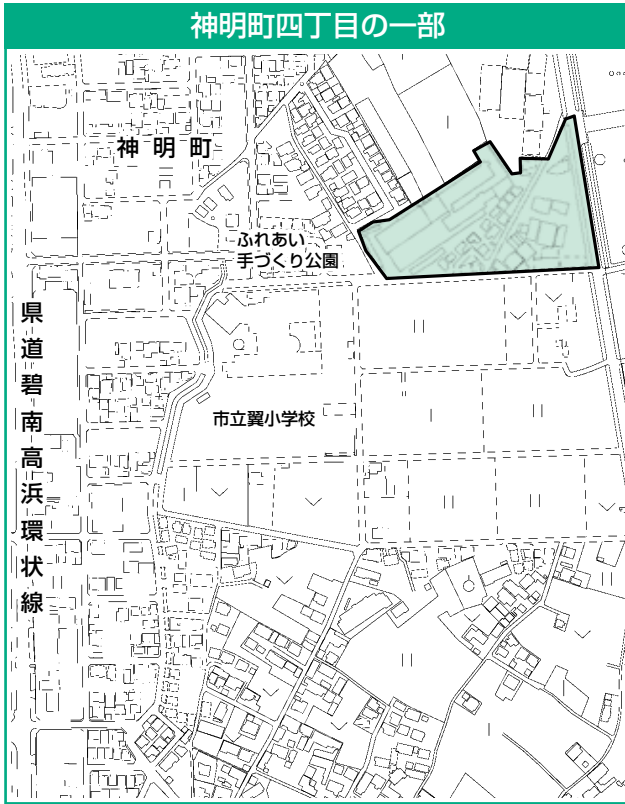 神明町四丁目の一部
神明町
ふれあい
手づくり公園
県道碧南高浜環状線
市立翼小学校